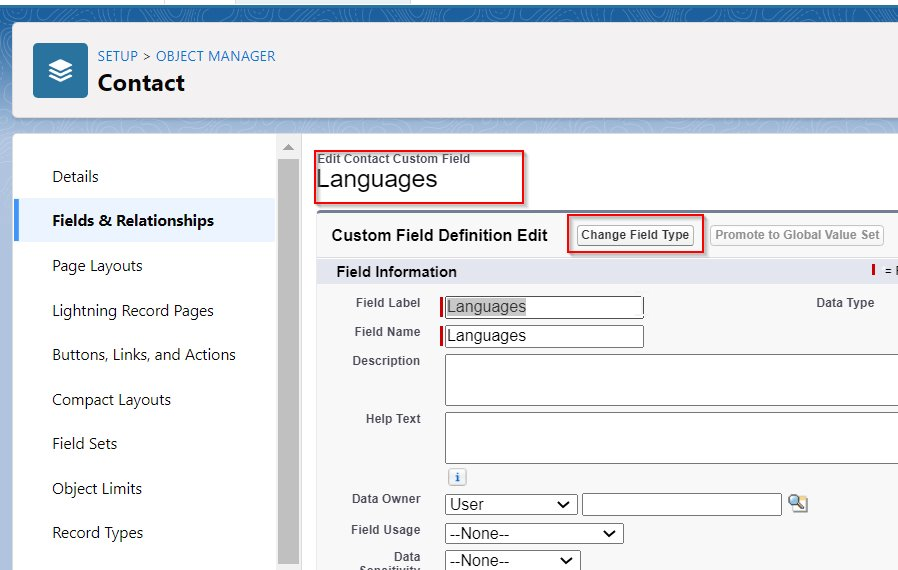 SETUP > OBJECT MANAGER
Contact
Details
Fields & Relationships
Page Layouts
Lightning Record Pages
Buttons, Links, and Actions
Compact Layouts
Field Sets
Object Limits
Record Types
Edit Contact Custom Field
Languages
Custom Field Definition Edit
Change Field Type
Promote to Global Value Set
Field Information
=
Field Label
Languages
Data Type
Field Name
Languages
Description
Help Text
i
Data Owner
User
Field Usage
--None--
Data
Sensitivity
--None--